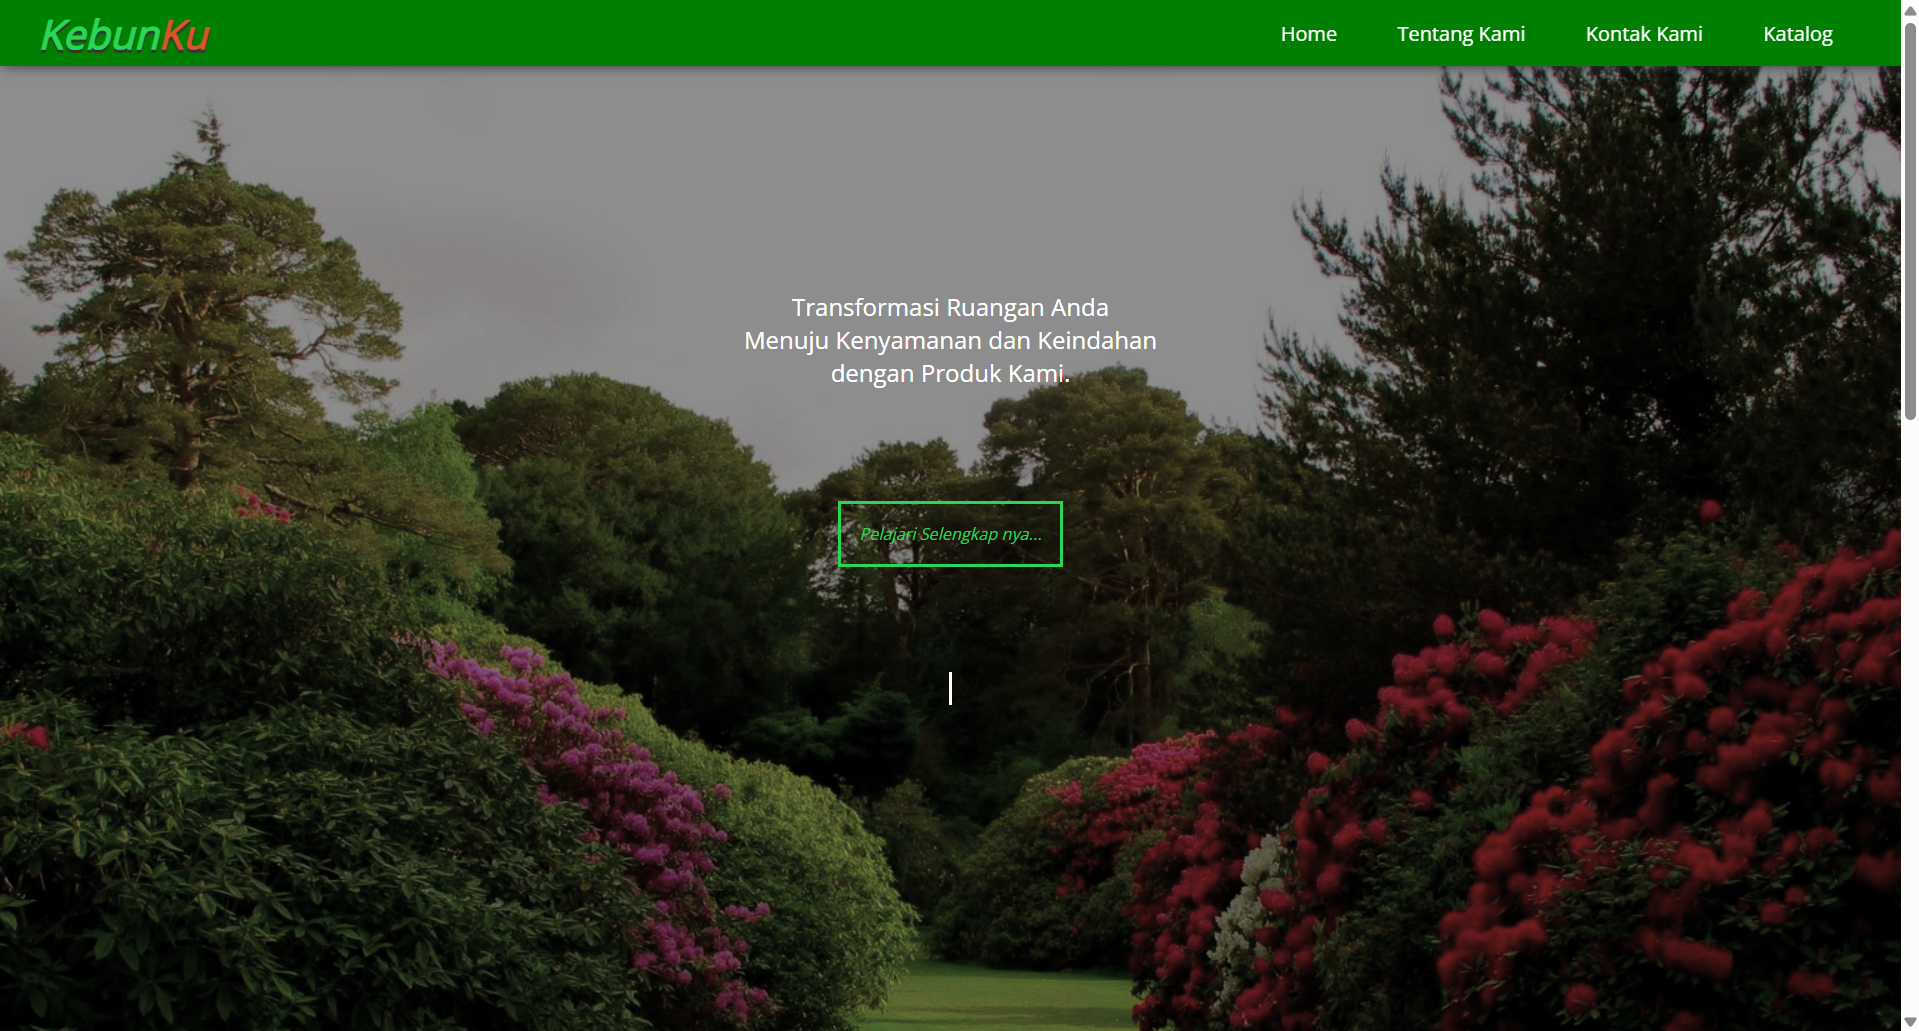 KebunKu
Home
Tentang Kami
Kontak Kami
Katalog
Transformasi Ruangan Anda
Menuju Kenyamanan dan Keindahan
dengan Produk Kami.
Pelajari Selengkap nya...